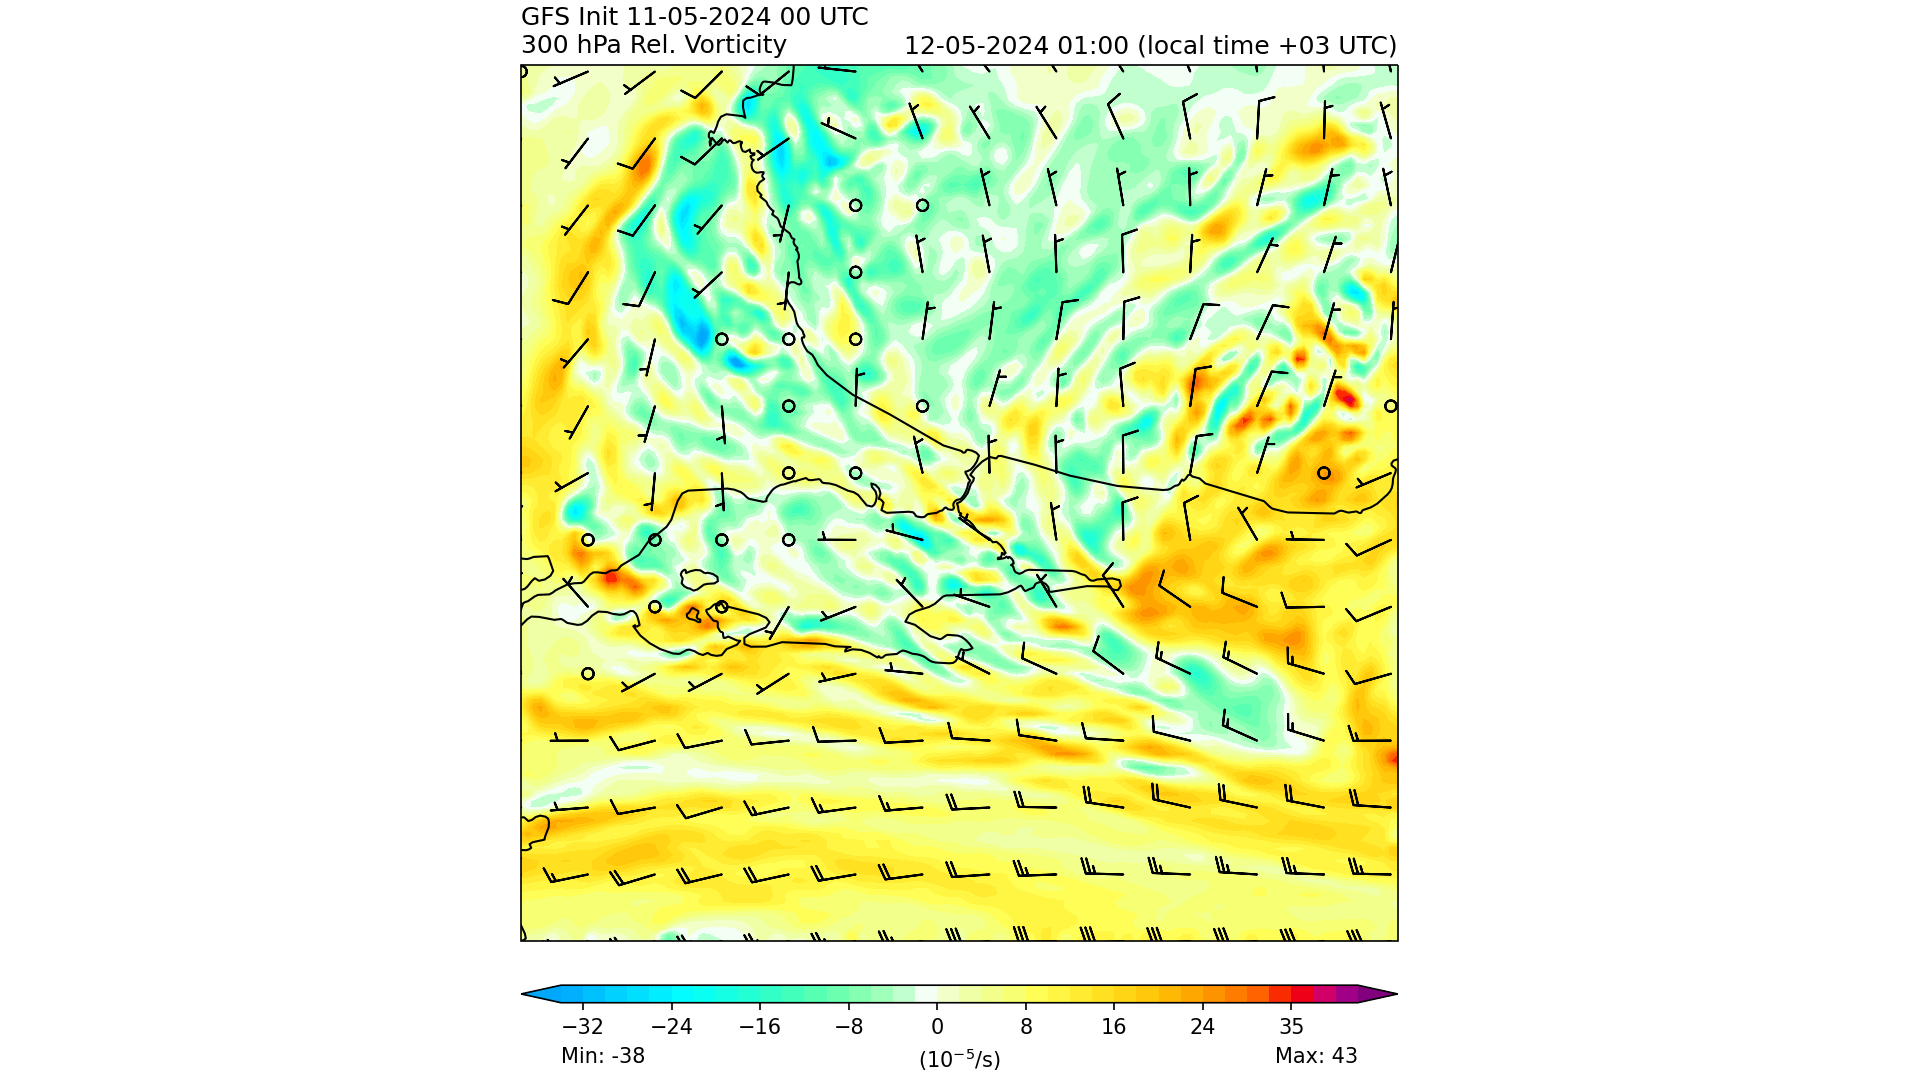 GFS Init 11-05-2024 00 UTC
300 hPa Rel. Vorticity
12-05-2024 01:00 (local time +03 UTC)
−32 −24 −16 −8 0 8 16 24 35
Min: -38 (10⁻⁵/s) Max: 43